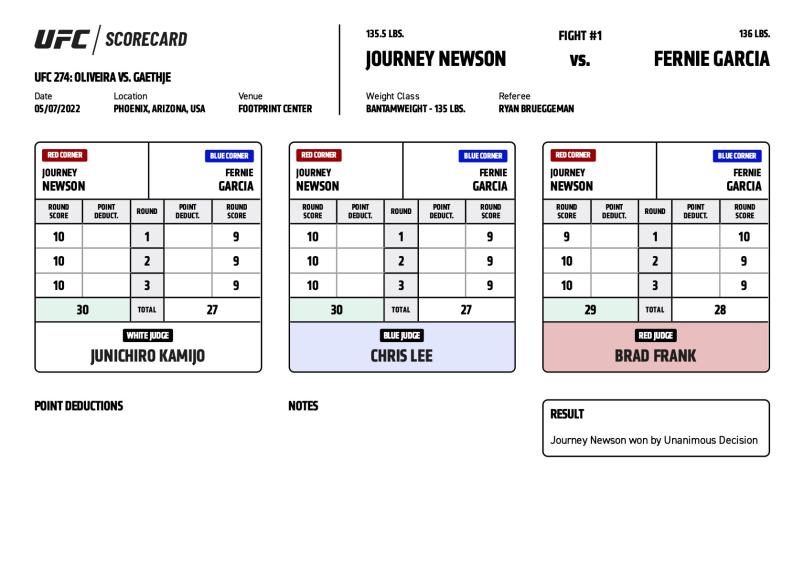 UFC / SCORECARD
UFC 274: OLIVEIRA VS. GAETHJE
Date Location Venue
05/07/2022 PHOENIX, ARIZONA, USA FOOTPRINT CENTER
135.5 LBS. FIGHT #1 136 LBS.
JOURNEY NEWSON VS. FERNIE GARCIA
Weight Class Referee
BANTAMWEIGHT - 135 LBS. RYAN BRUEGGEMAN
RED CORNER BLUE CORNER
JOURNEY FERNIE
NEWSON GARCIA
ROUND POINT ROUND POINT ROUND
SCORE DEDUCT. DEDUCT. SCORE
10 1 9
10 2 9
10 3 9
30 TOTAL 27
WHITE JUDGE
JUNICHIRO KAMIJO
RED CORNER BLUE CORNER
JOURNEY FERNIE
NEWSON GARCIA
ROUND POINT ROUND POINT ROUND
SCORE DEDUCT. DEDUCT. SCORE
10 1 9
10 2 9
10 3 9
30 TOTAL 27
BLUE JUDGE
CHRIS LEE
RED CORNER BLUE CORNER
JOURNEY FERNIE
NEWSON GARCIA
ROUND POINT ROUND POINT ROUND
SCORE DEDUCT. DEDUCT. SCORE
9 1 10
10 2 9
10 3 9
29 TOTAL 28
RED JUDGE
BRAD FRANK
POINT DEDUCTIONS
NOTES
RESULT
Journey Newson won by Unanimous Decision